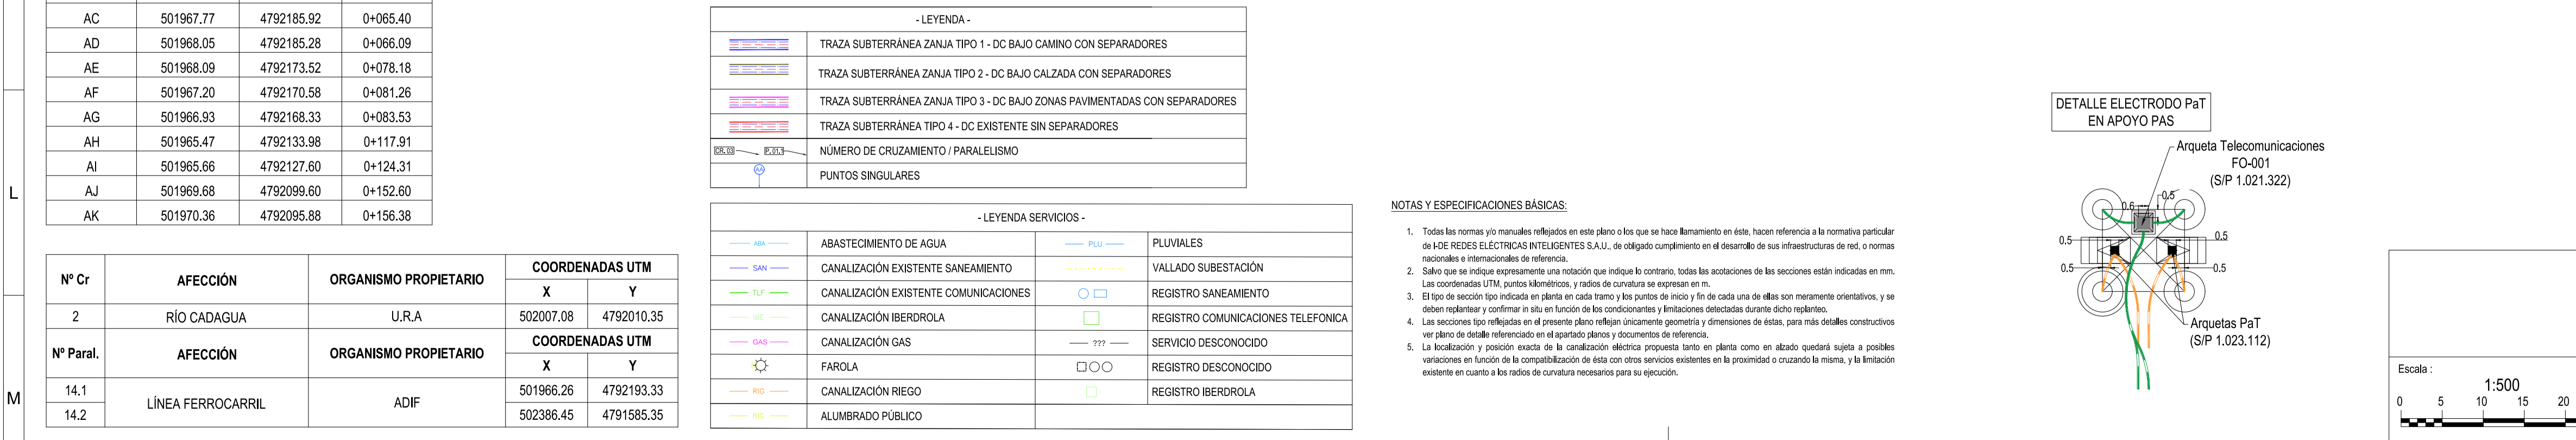 L
M
AC 501967.77 4792185.92 0+065.40
AD 501968.05 4792185.28 0+066.09
AE 501968.09 4792173.52 0+078.18
AF 501967.20 4792170.58 0+081.26
AG 501966.93 4792168.33 0+083.53
AH 501965.47 4792133.98 0+117.91
AI 501965.66 4792127.60 0+124.31
AJ 501969.68 4792099.60 0+152.60
AK 501970.36 4792095.88 0+156.38
Nº Cr AFECCIÓN ORGANISMO PROPIETARIO COORDENADAS UTM
X Y
2 RÍO CADAGUA U.R.A 502007.08 4792010.35
Nº Paral. AFECCIÓN ORGANISMO PROPIETARIO COORDENADAS UTM
X Y
14.1 LÍNEA FERROCARRIL ADIF 501966.26 4792193.33
14.2 502386.45 4791585.35
- LEYENDA -
TRAZA SUBTERRÁNEA ZANJA TIPO 1 - DC BAJO CAMINO CON SEPARADORES
TRAZA SUBTERRÁNEA ZANJA TIPO 2 - DC BAJO CALZADA CON SEPARADORES
TRAZA SUBTERRÁNEA ZANJA TIPO 3 - DC BAJO ZONAS PAVIMENTADAS CON SEPARADORES
TRAZA SUBTERRÁNEA TIPO 4 - DC EXISTENTE SIN SEPARADORES
CR.03 P.01.1 NÚMERO DE CRUZAMIENTO / PARALELISMO
AA PUNTOS SINGULARES
- LEYENDA SERVICIOS -
ABA ABASTECIMIENTO DE AGUA PLU PLUVIALES
SAN CANALIZACIÓN EXISTENTE SANEAMIENTO VALLADO SUBESTACIÓN
TLF CANALIZACIÓN EXISTENTE COMUNICACIONES REGISTRO SANEAMIENTO
CANALIZACIÓN IBERDROLA REGISTRO COMUNICACIONES TELEFONICA
GAS CANALIZACIÓN GAS ??? SERVICIO DESCONOCIDO
FAROLA REGISTRO DESCONOCIDO
RIG CANALIZACIÓN RIEGO REGISTRO IBERDROLA
RIG ALUMBRADO PÚBLICO
NOTAS Y ESPECIFICACIONES BÁSICAS:
1. Todas las normas y/o manuales reflejados en este plano o los que se hace llamamiento en éste, hacen referencia a la normativa particular
de I-DE REDES ELÉCTRICAS INTELIGENTES S.A.U., de obligado cumplimiento en el desarrollo de sus infraestructuras de red, o normas
nacionales e internacionales de referencia.
2. Salvo que se indique expresamente una notación que indique lo contrario, todas las acotaciones de las secciones están indicadas en mm.
Las coordenadas UTM, puntos kilométricos, y radios de curvatura se expresan en m.
3. El tipo de sección tipo indicada en planta en cada tramo y los puntos de inicio y fin de cada una de ellas son meramente orientativos, y se
deben replantear y confirmar in situ en función de los condicionantes y limitaciones detectadas durante dicho replanteo.
4. Las secciones tipo reflejadas en el presente plano reflejan únicamente geometría y dimensiones de éstas, para más detalles constructivos
ver plano de detalle referenciado en el apartado planos y documentos de referencia.
5. La localización y posición exacta de la canalización eléctrica propuesta tanto en planta como en alzado quedará sujeta a posibles
variaciones en función de la compatibilización de ésta con otros servicios existentes en la proximidad o cruzando la misma, y la limitación
existente en cuanto a los radios de curvatura necesarios para su ejecución.
DETALLE ELECTRODO PaT
EN APOYO PAS
Arqueta Telecomunicaciones
FO-001
(S/P 1.021.322)
0.5
0.6
0.5
0.5
0.5
0.5
Arquetas PaT
(S/P 1.023.112)
Escala :
1:500
0 5 10 15 20